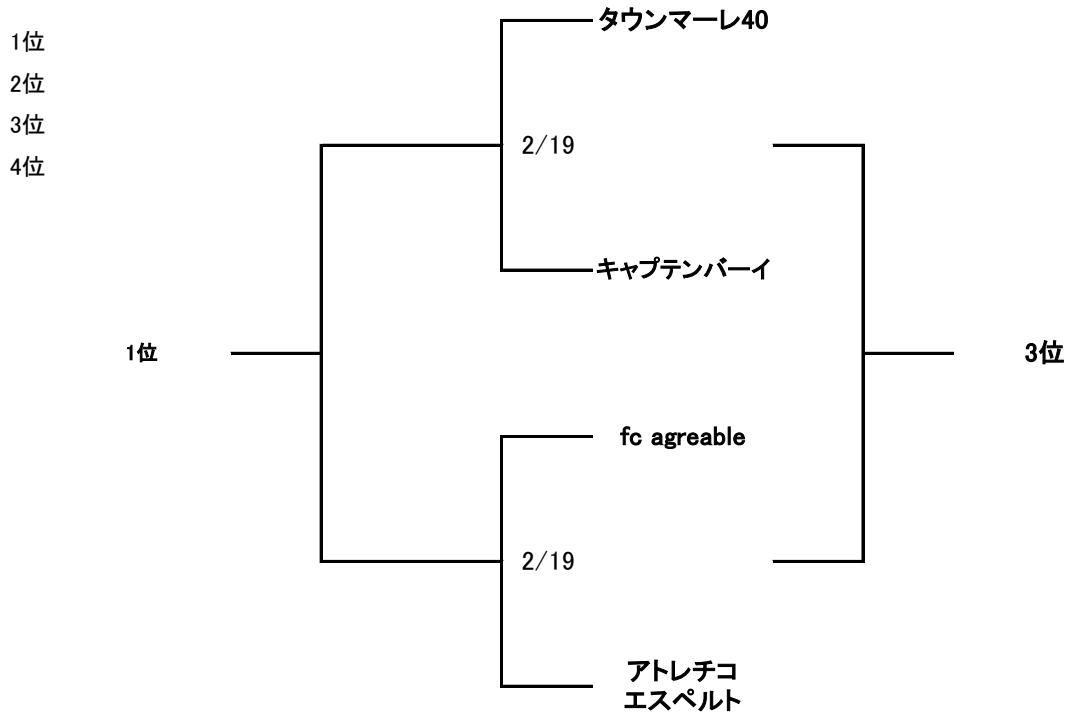 タウンマーレ40
1位
2位
3位
4位
2/19
キャプテンバーイ
1位
3位
fc agreable
2/19
アトレチコ
エスペルト